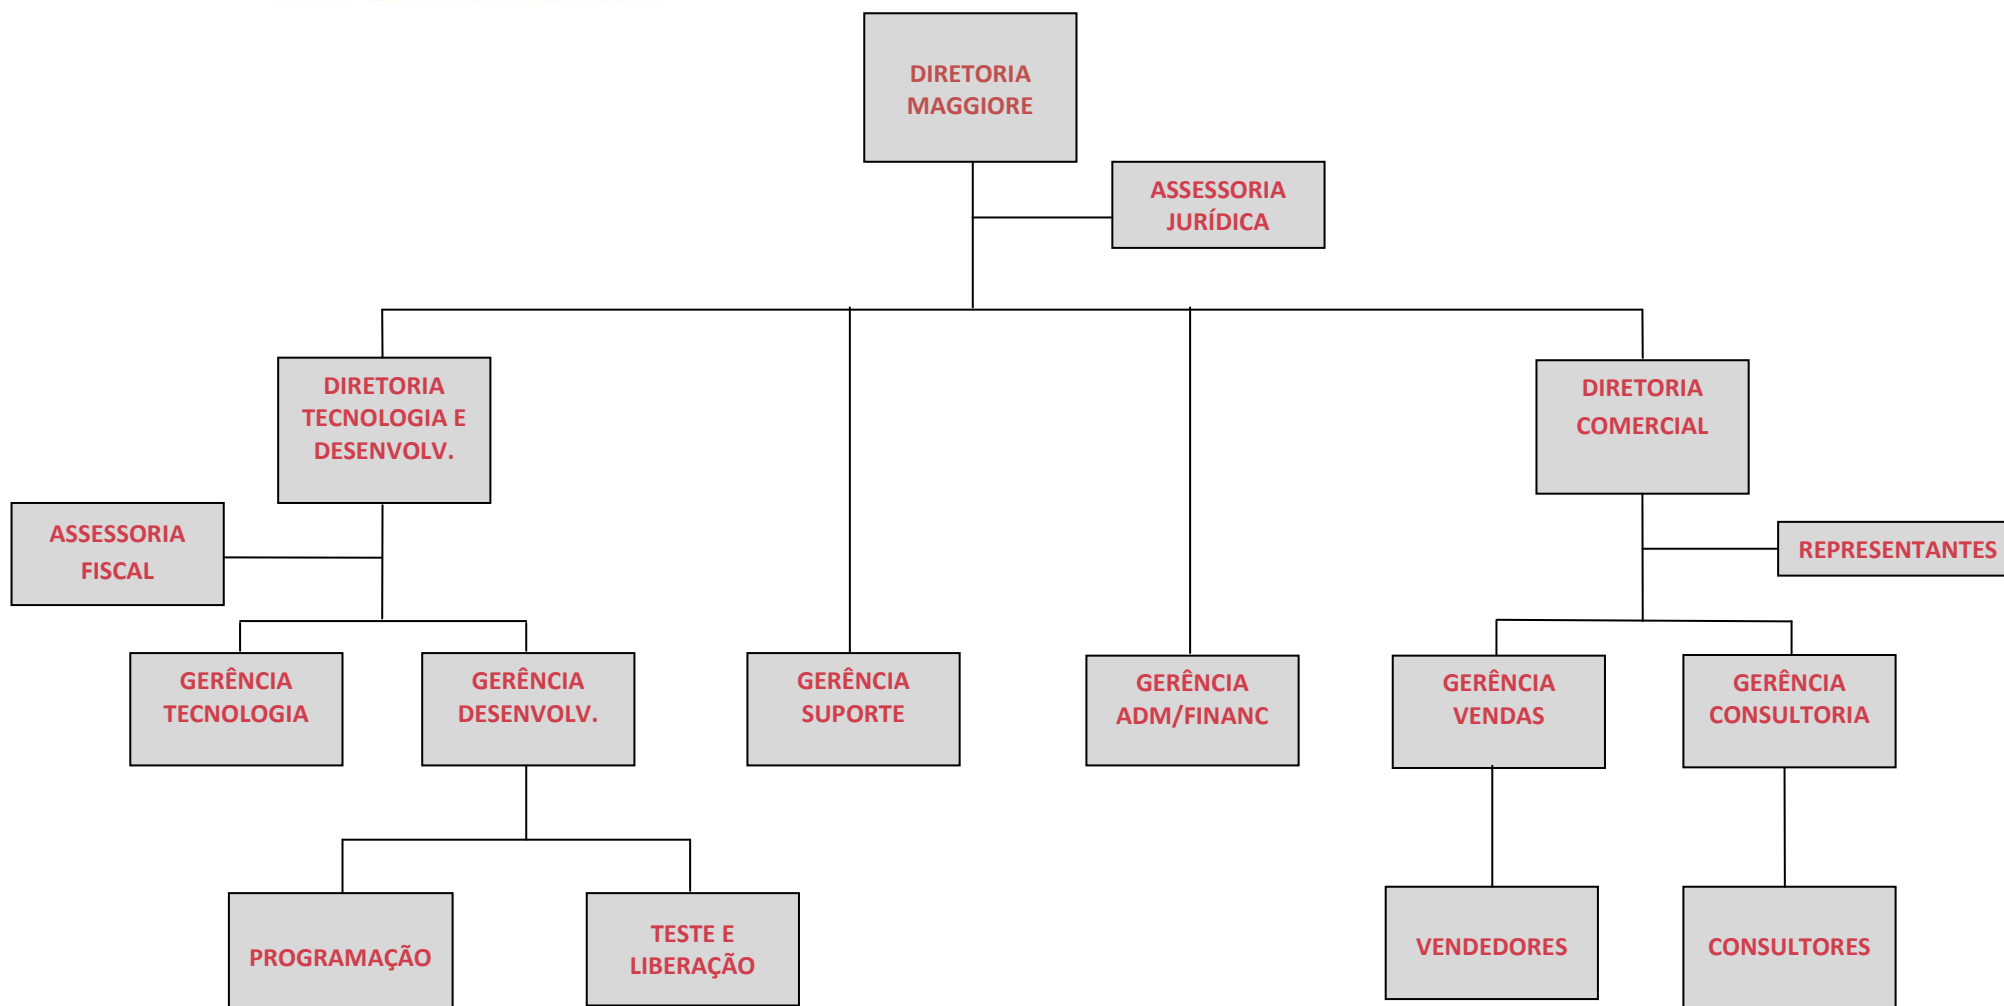 DIRETORIA
MAGGIORE
ASSESSORIA
JURÍDICA
DIRETORIA
TECNOLOGIA E
DESENVOLV.
DIRETORIA
COMERCIAL
ASSESSORIA
FISCAL
REPRESENTANTES
GERÊNCIA
TECNOLOGIA
GERÊNCIA
DESENVOLV.
GERÊNCIA
SUPORTE
GERÊNCIA
ADM/FINANC
GERÊNCIA
VENDAS
GERÊNCIA
CONSULTORIA
PROGRAMAÇÃO
TESTE E
LIBERAÇÃO
VENDEDORES
CONSULTORES